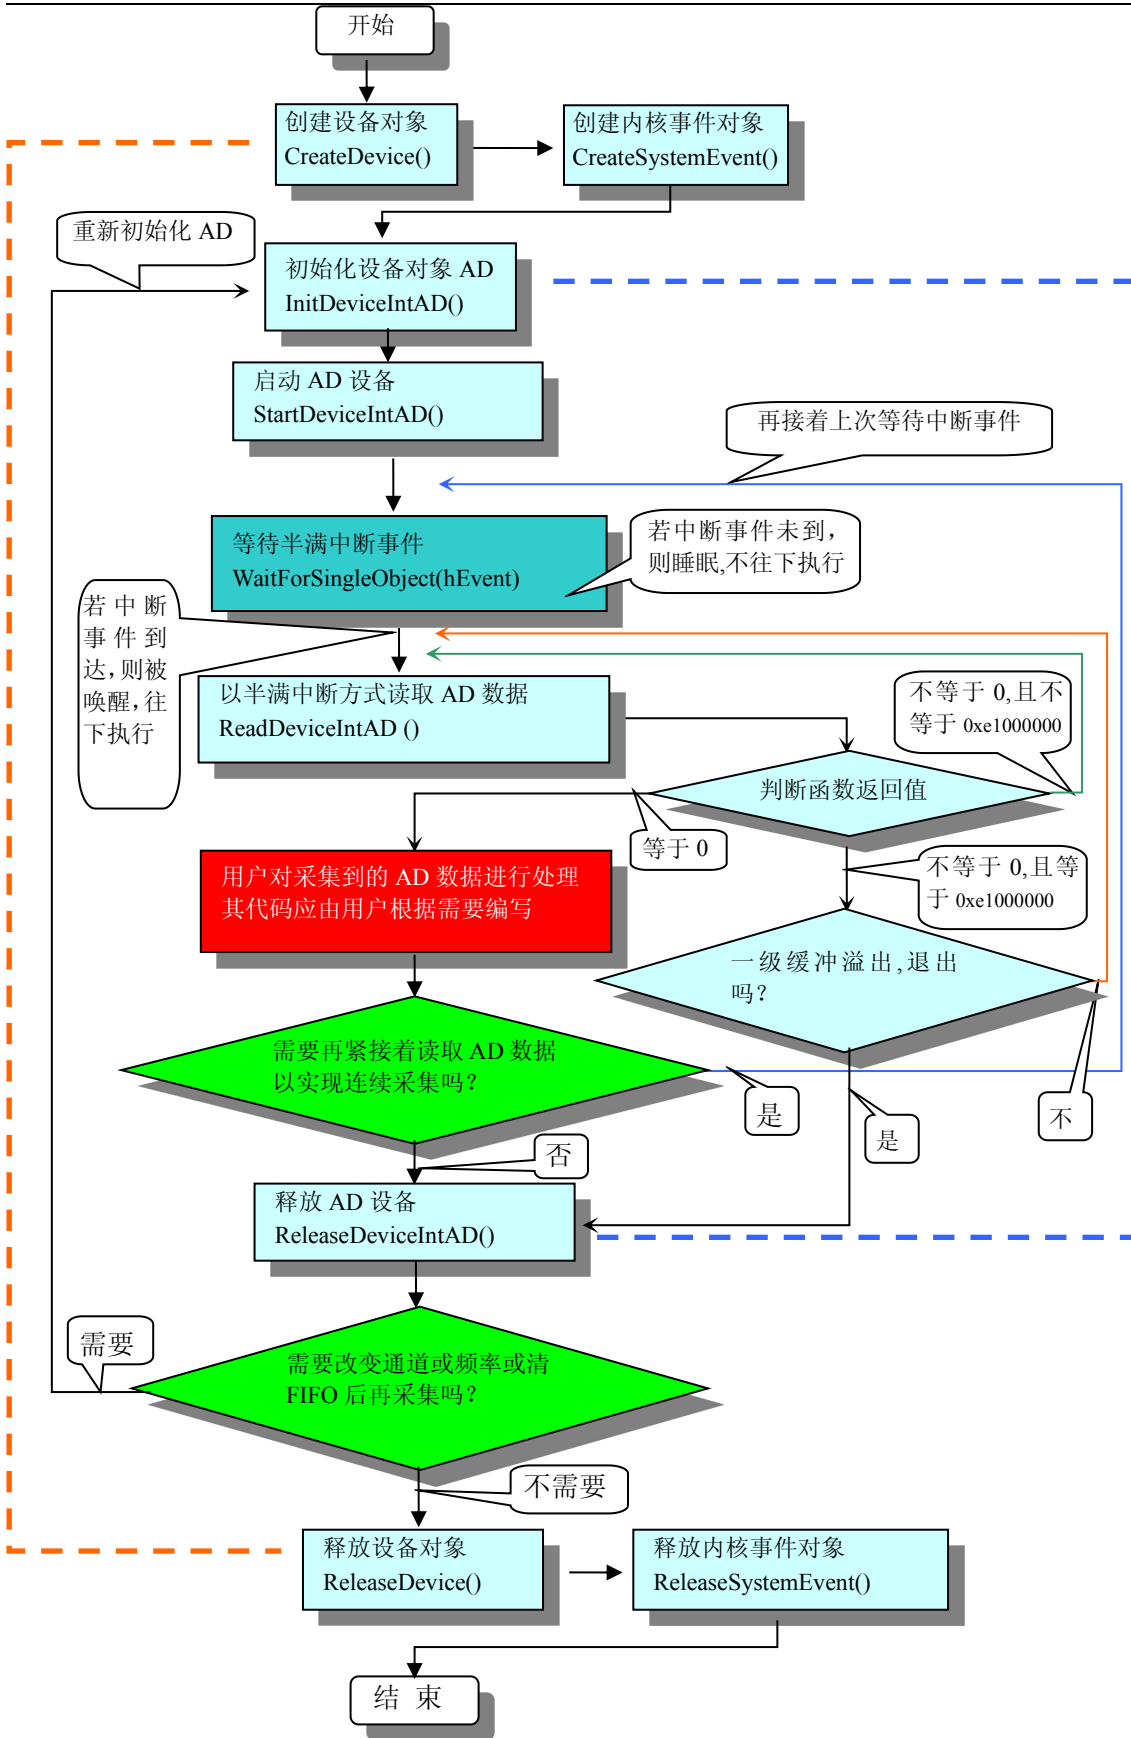 开始
创建设备对象
CreateDevice()
创建内核事件对象
CreateSystemEvent()
重新初始化 AD
初始化设备对象 AD
InitDeviceIntAD()
启动 AD 设备
StartDeviceIntAD()
再接着上次等待中断事件
等待半满中断事件
WaitForSingleObject(hEvent)
若中断事件未到，
则睡眠,不往下执行
若中断
事件到
达,则被
唤醒,往
下执行
以半满中断方式读取 AD 数据
ReadDeviceIntAD ()
不等于 0,且不
等于 0xe1000000
判断函数返回值
等于 0
不等于 0,且等
于 0xe1000000
用户对采集到的 AD 数据进行处理
其代码应由用户根据需要编写
一级缓冲溢出,退出
吗？
需要再紧接着读取 AD 数据
以实现连续采集吗？
是
是
不
否
释放 AD 设备
ReleaseDeviceIntAD()
需要
需要改变通道或频率或清
FIFO 后再采集吗？
不需要
释放设备对象
ReleaseDevice()
释放内核事件对象
ReleaseSystemEvent()
结 束